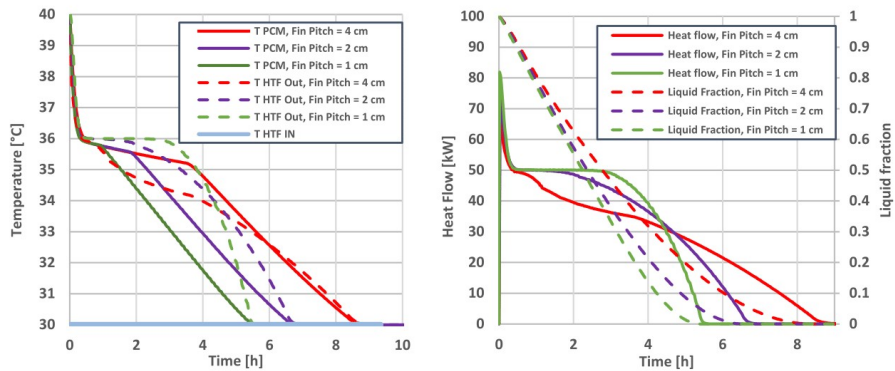 40
39
38
37
36
35
34
33
32
31
30
Temperature [°C]
T PCM, Fin Pitch = 4 cm
T PCM, Fin Pitch = 2 cm
T PCM, Fin Pitch = 1 cm
T HTF Out, Fin Pitch = 4 cm
T HTF Out, Fin Pitch = 2 cm
T HTF Out, Fin Pitch = 1 cm
T HTF IN
0 2 4 6 8 10
Time [h]
100
90
80
70
60
50
40
30
20
10
0
Heat Flow [kW]
Heat flow, Fin Pitch = 4 cm
Heat flow, Fin Pitch = 2 cm
Heat flow, Fin Pitch = 1 cm
Liquid Fraction, Fin Pitch = 4 cm
Liquid Fraction, Fin Pitch = 2 cm
Liquid Fraction, Fin Pitch = 1 cm
1
0.9
0.8
0.7
0.6
0.5
0.4
0.3
0.2
0.1
0
Liquid fraction
0 2 4 6 8
Time [h]